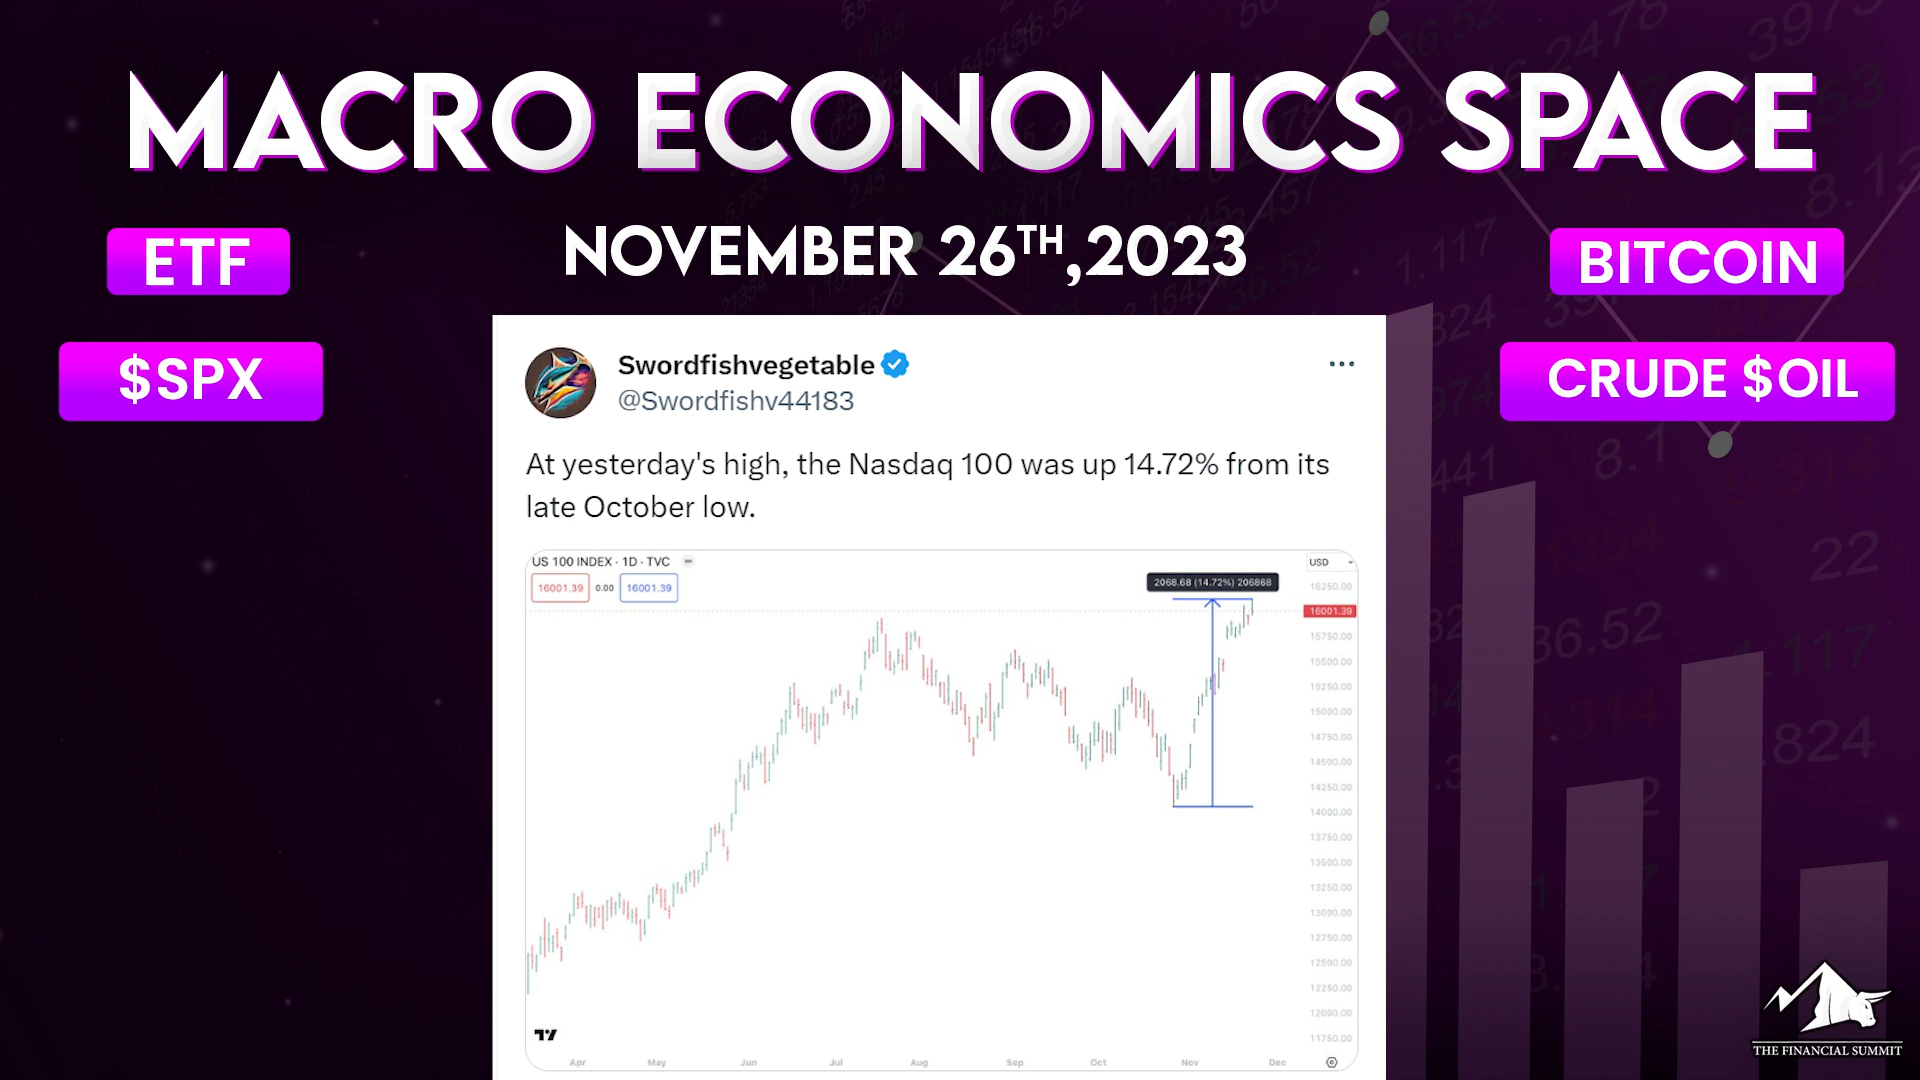 MACRO ECONOMICS SPACE
NOVEMBER 26TH,2023
ETF
$SPX
BITCOIN
CRUDE $OIL
Swordfishvegetable
@Swordfishv44183
At yesterday's high, the Nasdaq 100 was up 14.72% from its
late October low.
US 100 INDEX · 1D · TVC
USD
16001.39 0.00 16001.39
2068.68 (14.72%) 206868
16250.00
16001.39
15750.00
15500.00
15250.00
15000.00
14750.00
14500.00
14250.00
14000.00
13750.00
13500.00
13250.00
13000.00
12750.00
12500.00
12250.00
12000.00
11750.00
Apr May Jun Jul Aug Sep Oct Nov Dec
THE FINANCIAL SUMMIT